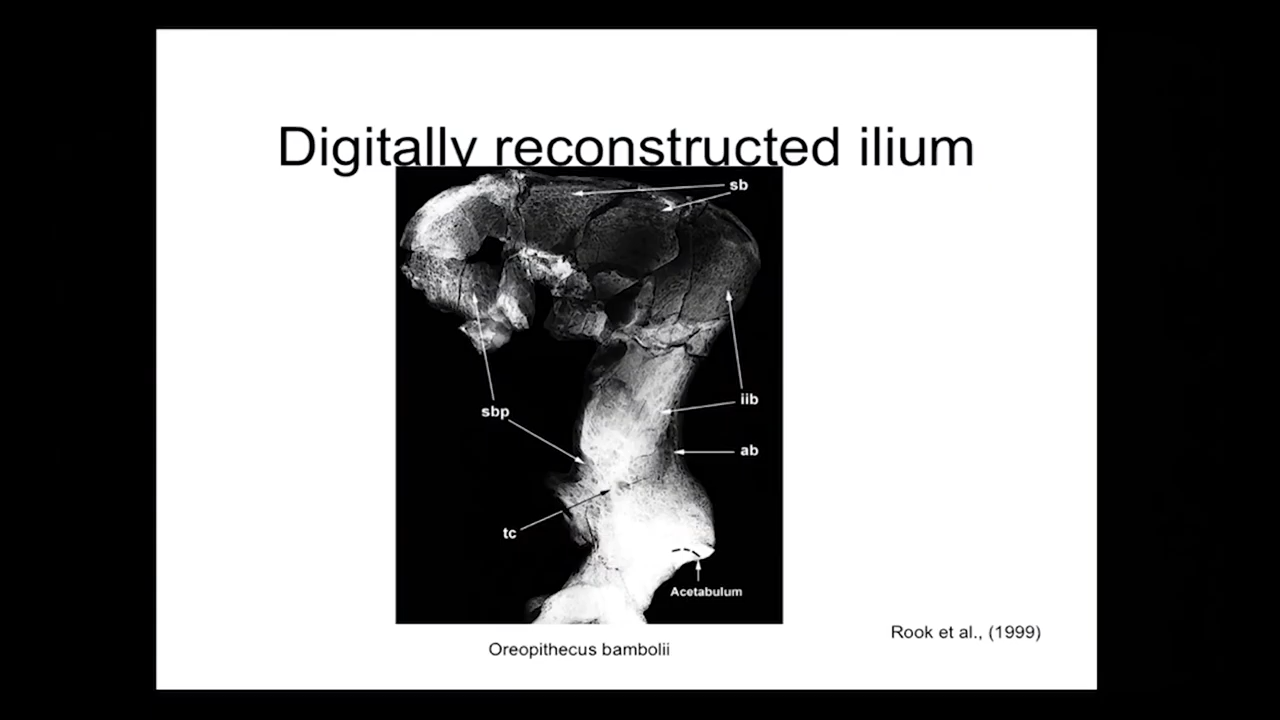 Digitally reconstructed ilium
sb
iib
sbp
ab
tc
Acetabulum
Oreopithecus bambolii
Rook et al., (1999)